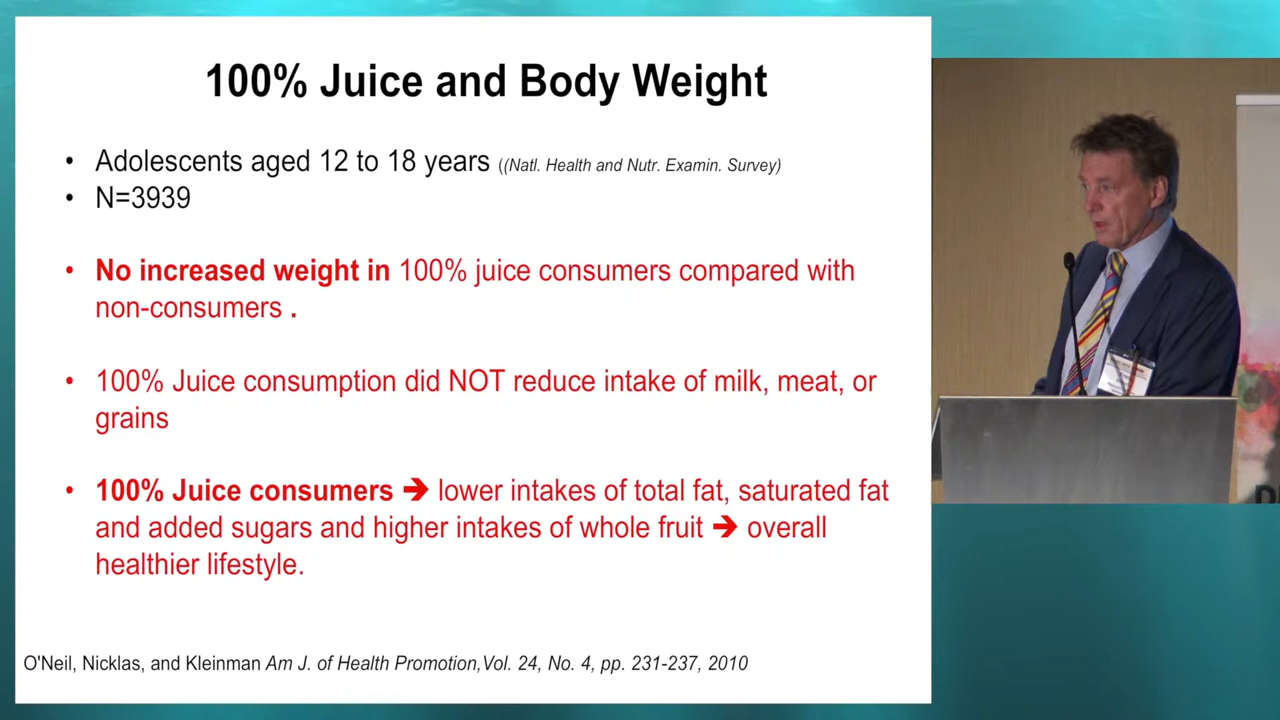 100% Juice and Body Weight
• Adolescents aged 12 to 18 years ((Natl. Health and Nutr. Examin. Survey)
• N=3939
• No increased weight in 100% juice consumers compared with
non-consumers .
• 100% Juice consumption did NOT reduce intake of milk, meat, or
grains
• 100% Juice consumers ➔ lower intakes of total fat, saturated fat
and added sugars and higher intakes of whole fruit ➔ overall
healthier lifestyle.
O'Neil, Nicklas, and Kleinman Am J. of Health Promotion,Vol. 24, No. 4, pp. 231-237, 2010